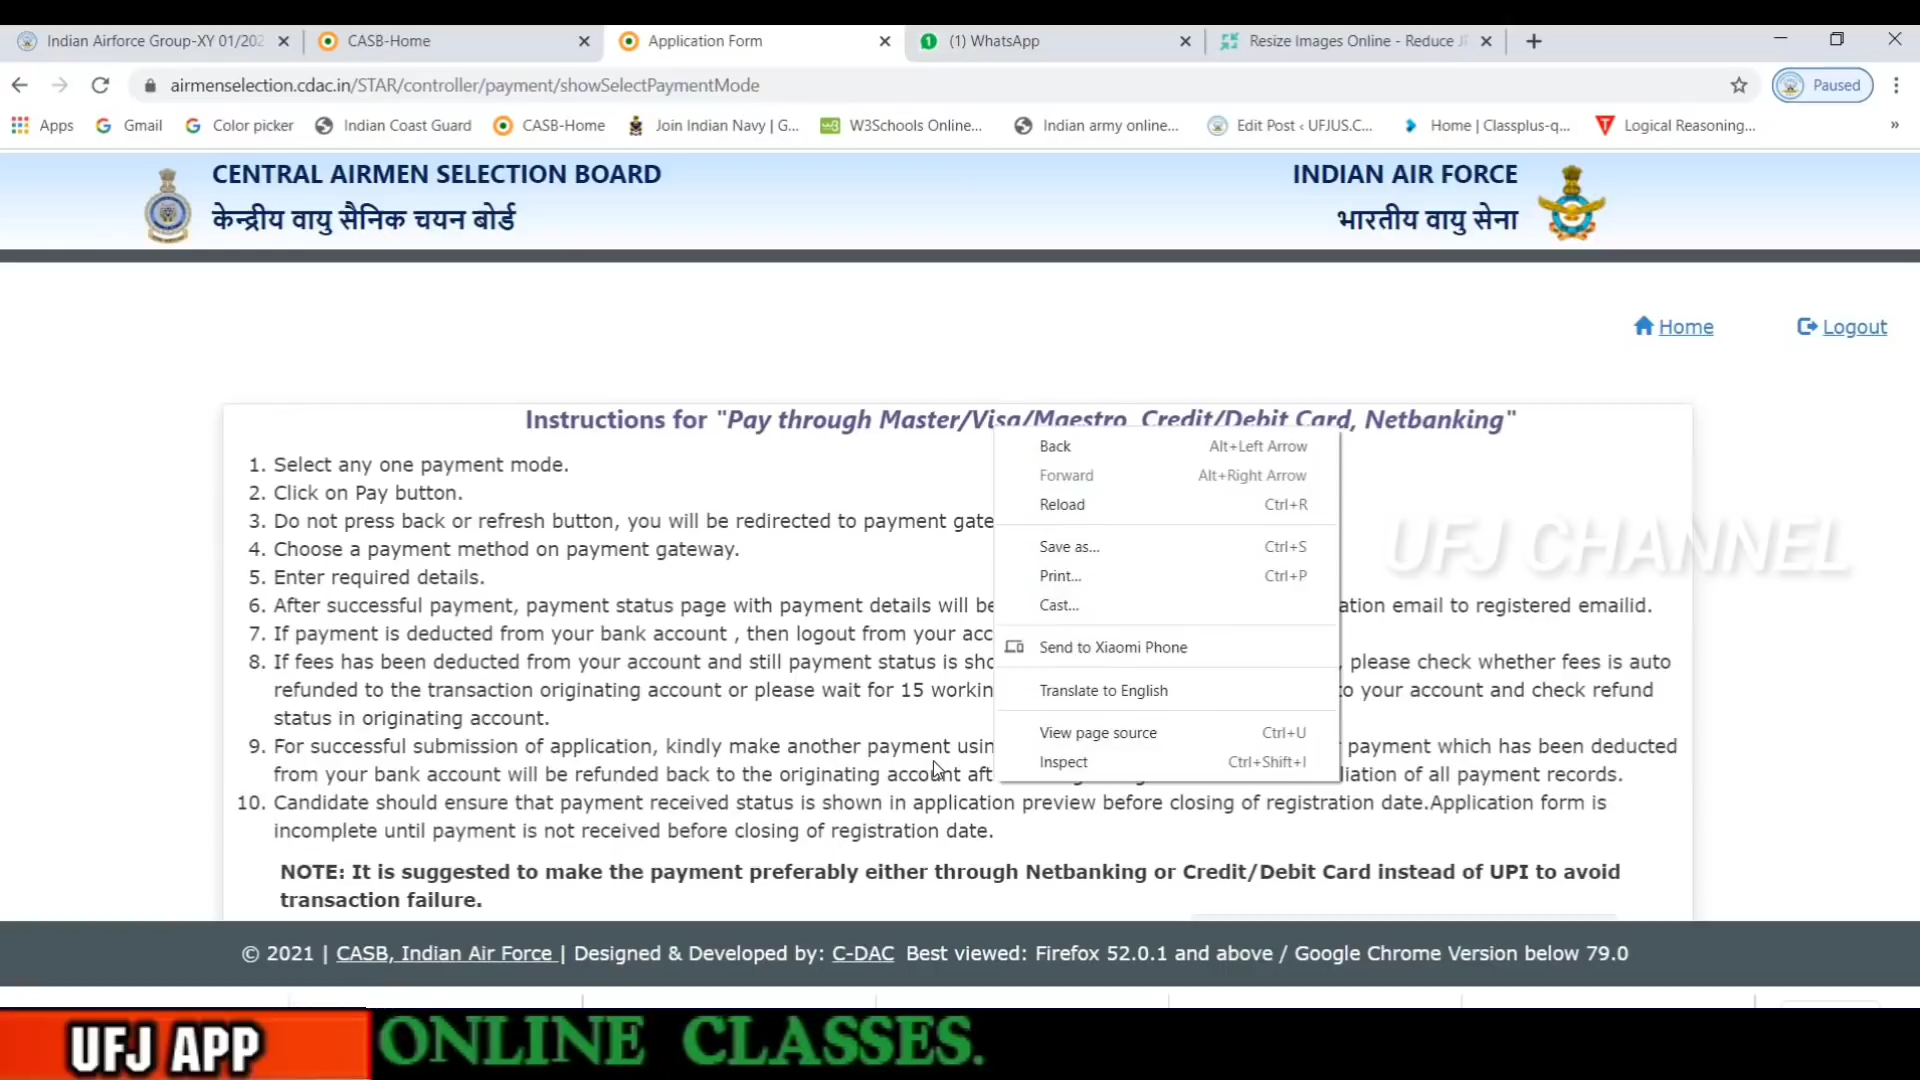 Indian Airforce Group-XY 01/202
CASB-Home
Application Form
(1) WhatsApp
Resize Images Online - Reduce JP
airmenselection.cdac.in/STAR/controller/payment/showSelectPaymentMode
Paused
Apps
Gmail
Color picker
Indian Coast Guard
CASB-Home
Join Indian Navy | G...
W3Schools Online...
Indian army online...
Edit Post ‹ UFJUS.C...
Home | Classplus-q...
Logical Reasoning...
»
CENTRAL AIRMEN SELECTION BOARD
केन्द्रीय वायु सैनिक चयन बोर्ड
INDIAN AIR FORCE
भारतीय वायु सेना
Home
Logout
Instructions for "Pay through Master/Visa/Maestro Credit/Debit Card, Netbanking"
1. Select any one payment mode.
2. Click on Pay button.
3. Do not press back or refresh button, you will be redirected to payment gate
4. Choose a payment method on payment gateway.
5. Enter required details.
6. After successful payment, payment status page with payment details will be ation email to registered emailid.
7. If payment is deducted from your bank account , then logout from your acc
8. If fees has been deducted from your account and still payment status is sho , please check whether fees is auto
refunded to the transaction originating account or please wait for 15 workin o your account and check refund
status in originating account.
9. For successful submission of application, kindly make another payment usin payment which has been deducted
from your bank account will be refunded back to the originating account aft liation of all payment records.
10. Candidate should ensure that payment received status is shown in application preview before closing of registration date.Application form is
incomplete until payment is not received before closing of registration date.
NOTE: It is suggested to make the payment preferably either through Netbanking or Credit/Debit Card instead of UPI to avoid
transaction failure.
Back Alt+Left Arrow
Forward Alt+Right Arrow
Reload Ctrl+R
Save as... Ctrl+S
Print... Ctrl+P
Cast...
Send to Xiaomi Phone
Translate to English
View page source Ctrl+U
Inspect Ctrl+Shift+I
UFJ CHANNEL
© 2021 | CASB, Indian Air Force | Designed & Developed by: C-DAC Best viewed: Firefox 52.0.1 and above / Google Chrome Version below 79.0
UFJ APP
ONLINE CLASSES.